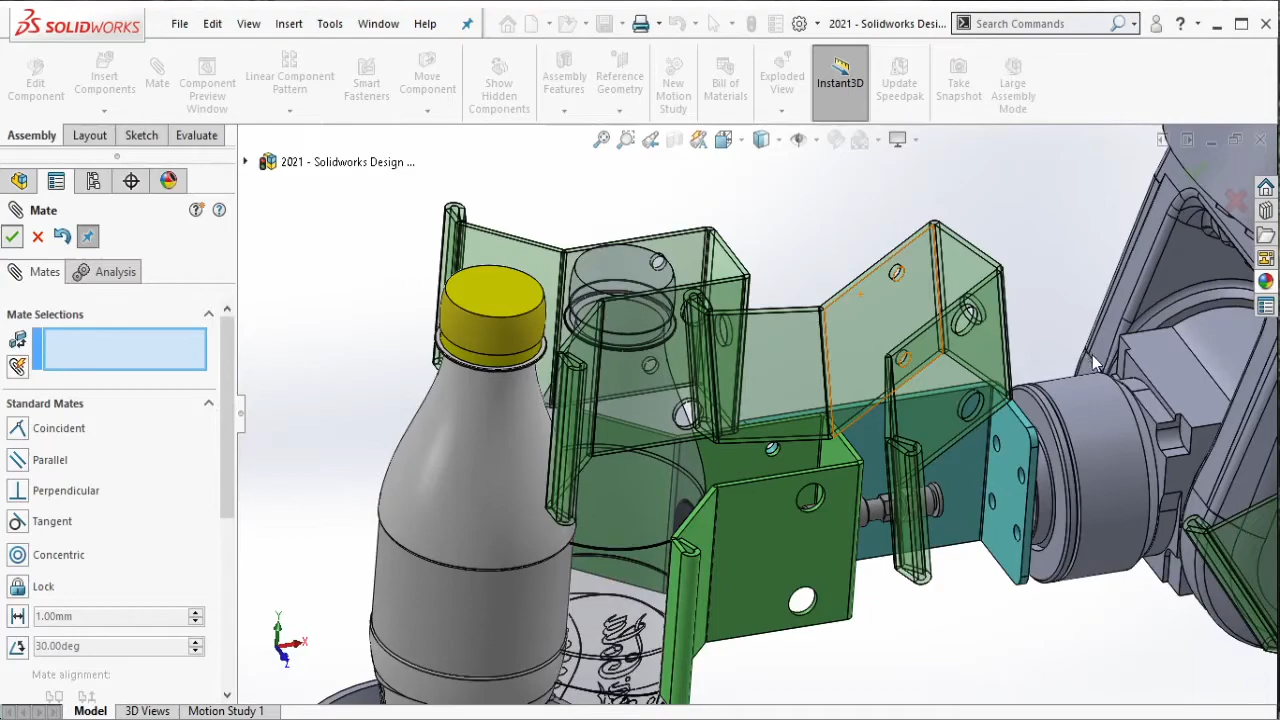 SOLIDWORKS File Edit View Insert Tools Window Help 2021 - Solidworks Desi... Search Commands ?
Edit Component
Insert Components
Mate
Component Preview Window
Linear Component Pattern
Smart Fasteners
Move Component
Show Hidden Components
Assembly Features
Reference Geometry
New Motion Study
Bill of Materials
Exploded View
Instant3D
Update Speedpak
Take Snapshot
Large Assembly Mode
Assembly Layout Sketch Evaluate
2021 - Solidworks Design ...
Mate
Mates Analysis
Mate Selections
Standard Mates
Coincident
Parallel
Perpendicular
Tangent
Concentric
Lock
1.00mm
30.00deg
Mate alignment:
Y
X
Z
Model 3D Views Motion Study 1